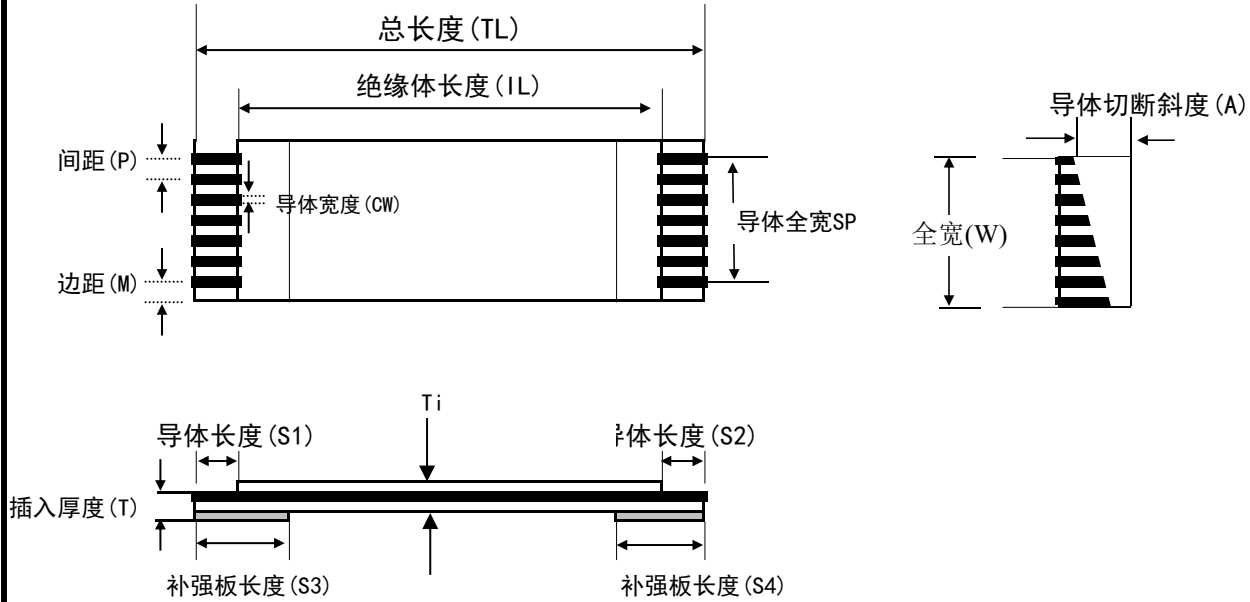 总长度(TL)
绝缘体长度(IL)
导体切断斜度(A)
间距(P)
导体宽度(CW)
导体全宽SP
全宽(W)
边距(M)
Ti
导体长度(S1)
体长度(S2)
插入厚度(T)
补强板长度(S3)
补强板长度(S4)